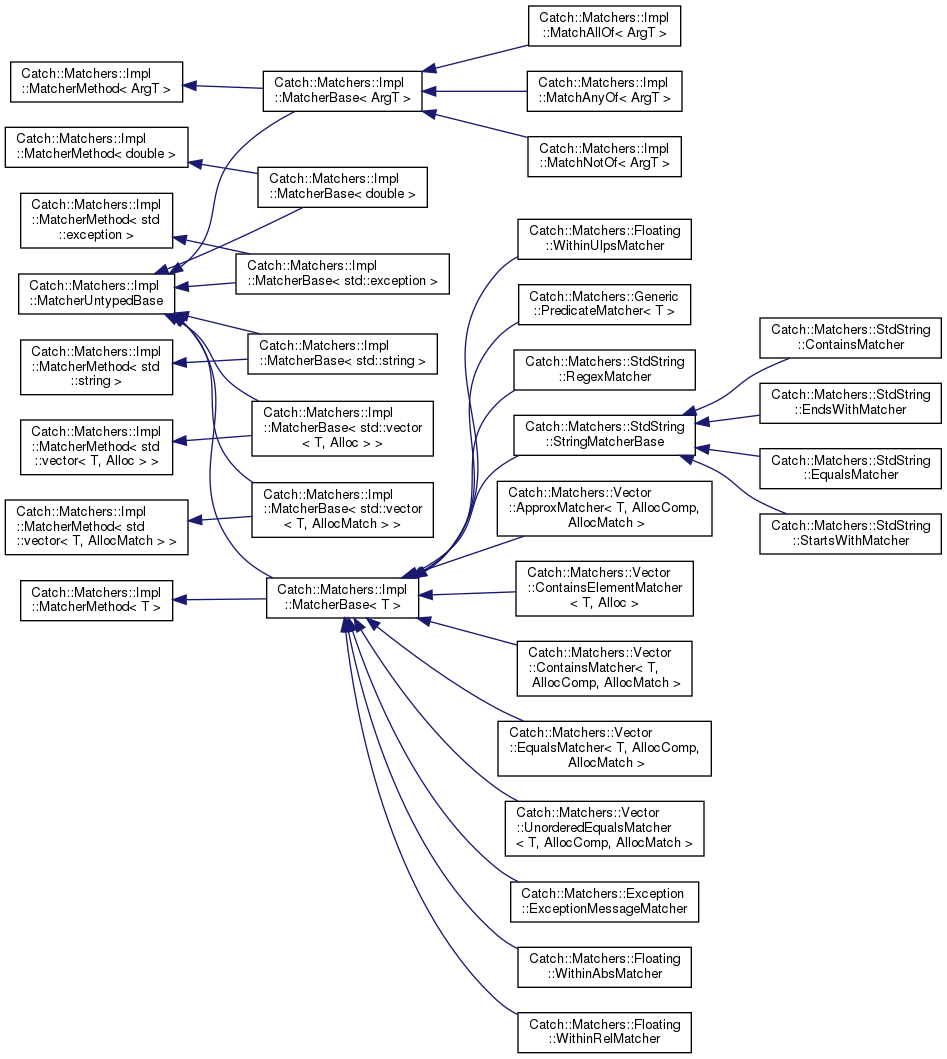 Catch::Matchers::Impl
::MatcherMethod< ArgT >
Catch::Matchers::Impl
::MatcherMethod< double >
Catch::Matchers::Impl
::MatcherMethod< std
::exception >
Catch::Matchers::Impl
::MatcherUntypedBase
Catch::Matchers::Impl
::MatcherMethod< std
::string >
Catch::Matchers::Impl
::MatcherMethod< std
::vector< T, Alloc > >
Catch::Matchers::Impl
::MatcherMethod< std
::vector< T, AllocMatch > >
Catch::Matchers::Impl
::MatcherMethod< T >
Catch::Matchers::Impl
::MatcherBase< ArgT >
Catch::Matchers::Impl
::MatcherBase< double >
Catch::Matchers::Impl
::MatcherBase< std::exception >
Catch::Matchers::Impl
::MatcherBase< std::string >
Catch::Matchers::Impl
::MatcherBase< std::vector
< T, Alloc > >
Catch::Matchers::Impl
::MatcherBase< std::vector
< T, AllocMatch > >
Catch::Matchers::Impl
::MatcherBase< T >
Catch::Matchers::Impl
::MatchAllOf< ArgT >
Catch::Matchers::Impl
::MatchAnyOf< ArgT >
Catch::Matchers::Impl
::MatchNotOf< ArgT >
Catch::Matchers::Floating
::WithinUlpsMatcher
Catch::Matchers::Generic
::PredicateMatcher< T >
Catch::Matchers::StdString
::RegexMatcher
Catch::Matchers::StdString
::StringMatcherBase
Catch::Matchers::Vector
::ApproxMatcher< T, AllocComp,
AllocMatch >
Catch::Matchers::Vector
::ContainsElementMatcher
< T, Alloc >
Catch::Matchers::Vector
::ContainsMatcher< T,
AllocComp, AllocMatch >
Catch::Matchers::Vector
::EqualsMatcher< T, AllocComp,
AllocMatch >
Catch::Matchers::Vector
::UnorderedEqualsMatcher
< T, AllocComp, AllocMatch >
Catch::Matchers::Exception
::ExceptionMessageMatcher
Catch::Matchers::Floating
::WithinAbsMatcher
Catch::Matchers::Floating
::WithinRelMatcher
Catch::Matchers::StdString
::ContainsMatcher
Catch::Matchers::StdString
::EndsWithMatcher
Catch::Matchers::StdString
::EqualsMatcher
Catch::Matchers::StdString
::StartsWithMatcher